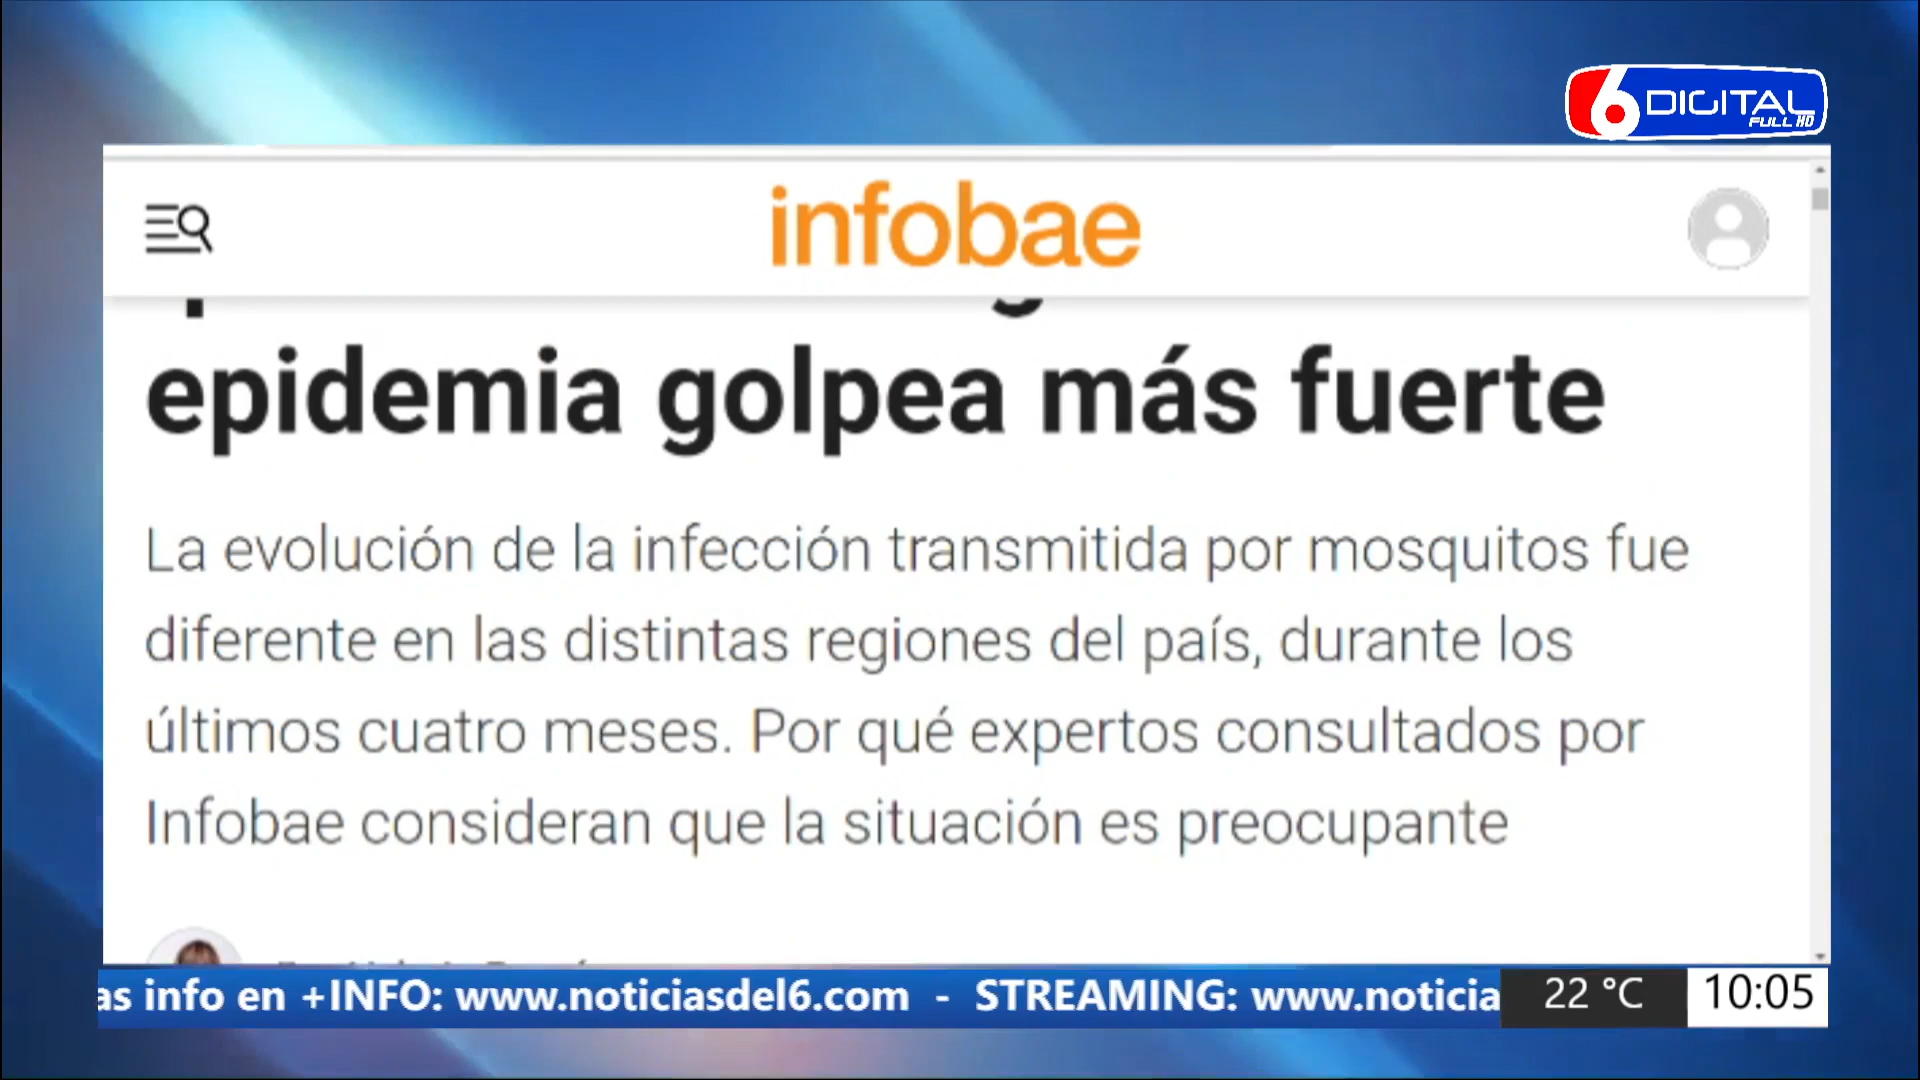 6 DIGITAL
FULL HD
infobae
epidemia golpea más fuerte
La evolución de la infección transmitida por mosquitos fue
diferente en las distintas regiones del país, durante los
últimos cuatro meses. Por qué expertos consultados por
Infobae consideran que la situación es preocupante
as info en +INFO: www.noticiasdel6.com - STREAMING: www.noticia
22 °C
10:05